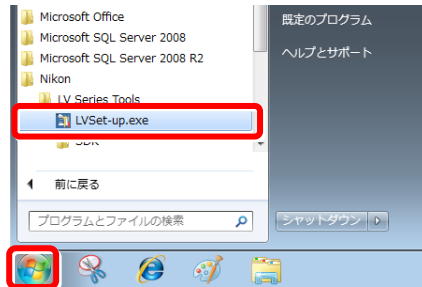 Microsoft Office
Microsoft SQL Server 2008
Microsoft SQL Server 2008 R2
Nikon
LV Series Tools
LVSet-up.exe
SDK
前に戻る
プログラムとファイルの検索
既定のプログラム
ヘルプとサポート
シャットダウン